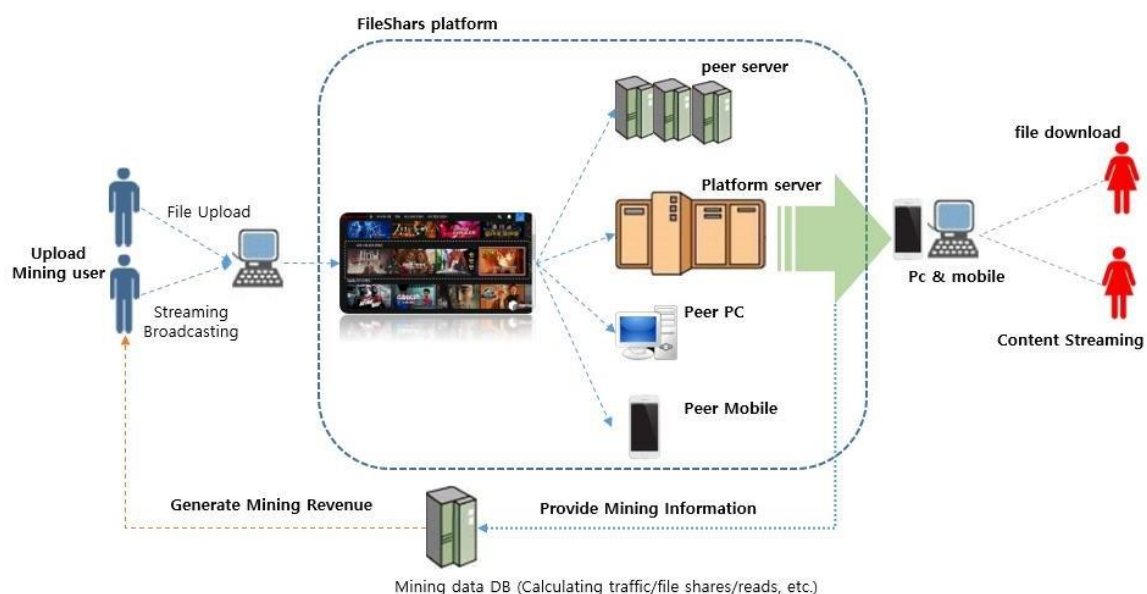 FileShars platform
peer server
file download
File Upload
Platform server
Upload
Mining user
Pc & mobile
Streaming
Broadcasting
Peer PC
Content Streaming
Peer Mobile
Generate Mining Revenue
Provide Mining Information
Mining data DB (Calculating traffic/file shares/reads, etc.)